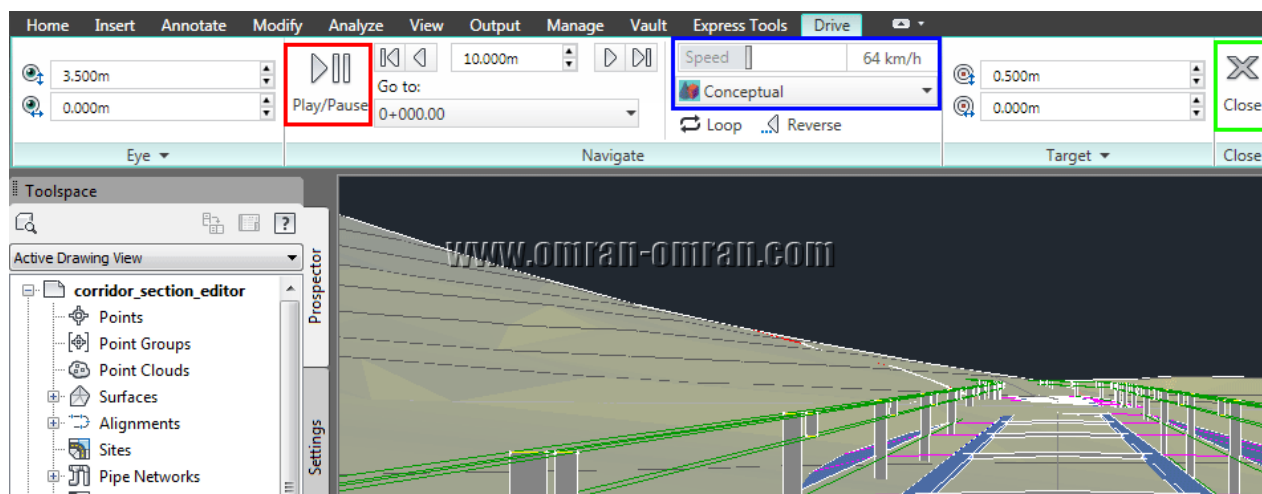 Home Insert Annotate Modify Analyze View Output Manage Vault Express Tools Drive
3.500m
0.000m
Eye
Play/Pause
10.000m
Go to:
0+000.00
Speed 64 km/h
Conceptual
Loop Reverse
Navigate
0.500m
0.000m
Target
Close
Close
Toolspace
?
Active Drawing View
Prospector
Settings
corridor_section_editor
Points
Point Groups
Point Clouds
Surfaces
Alignments
Sites
Pipe Networks
www.omran-omran.com